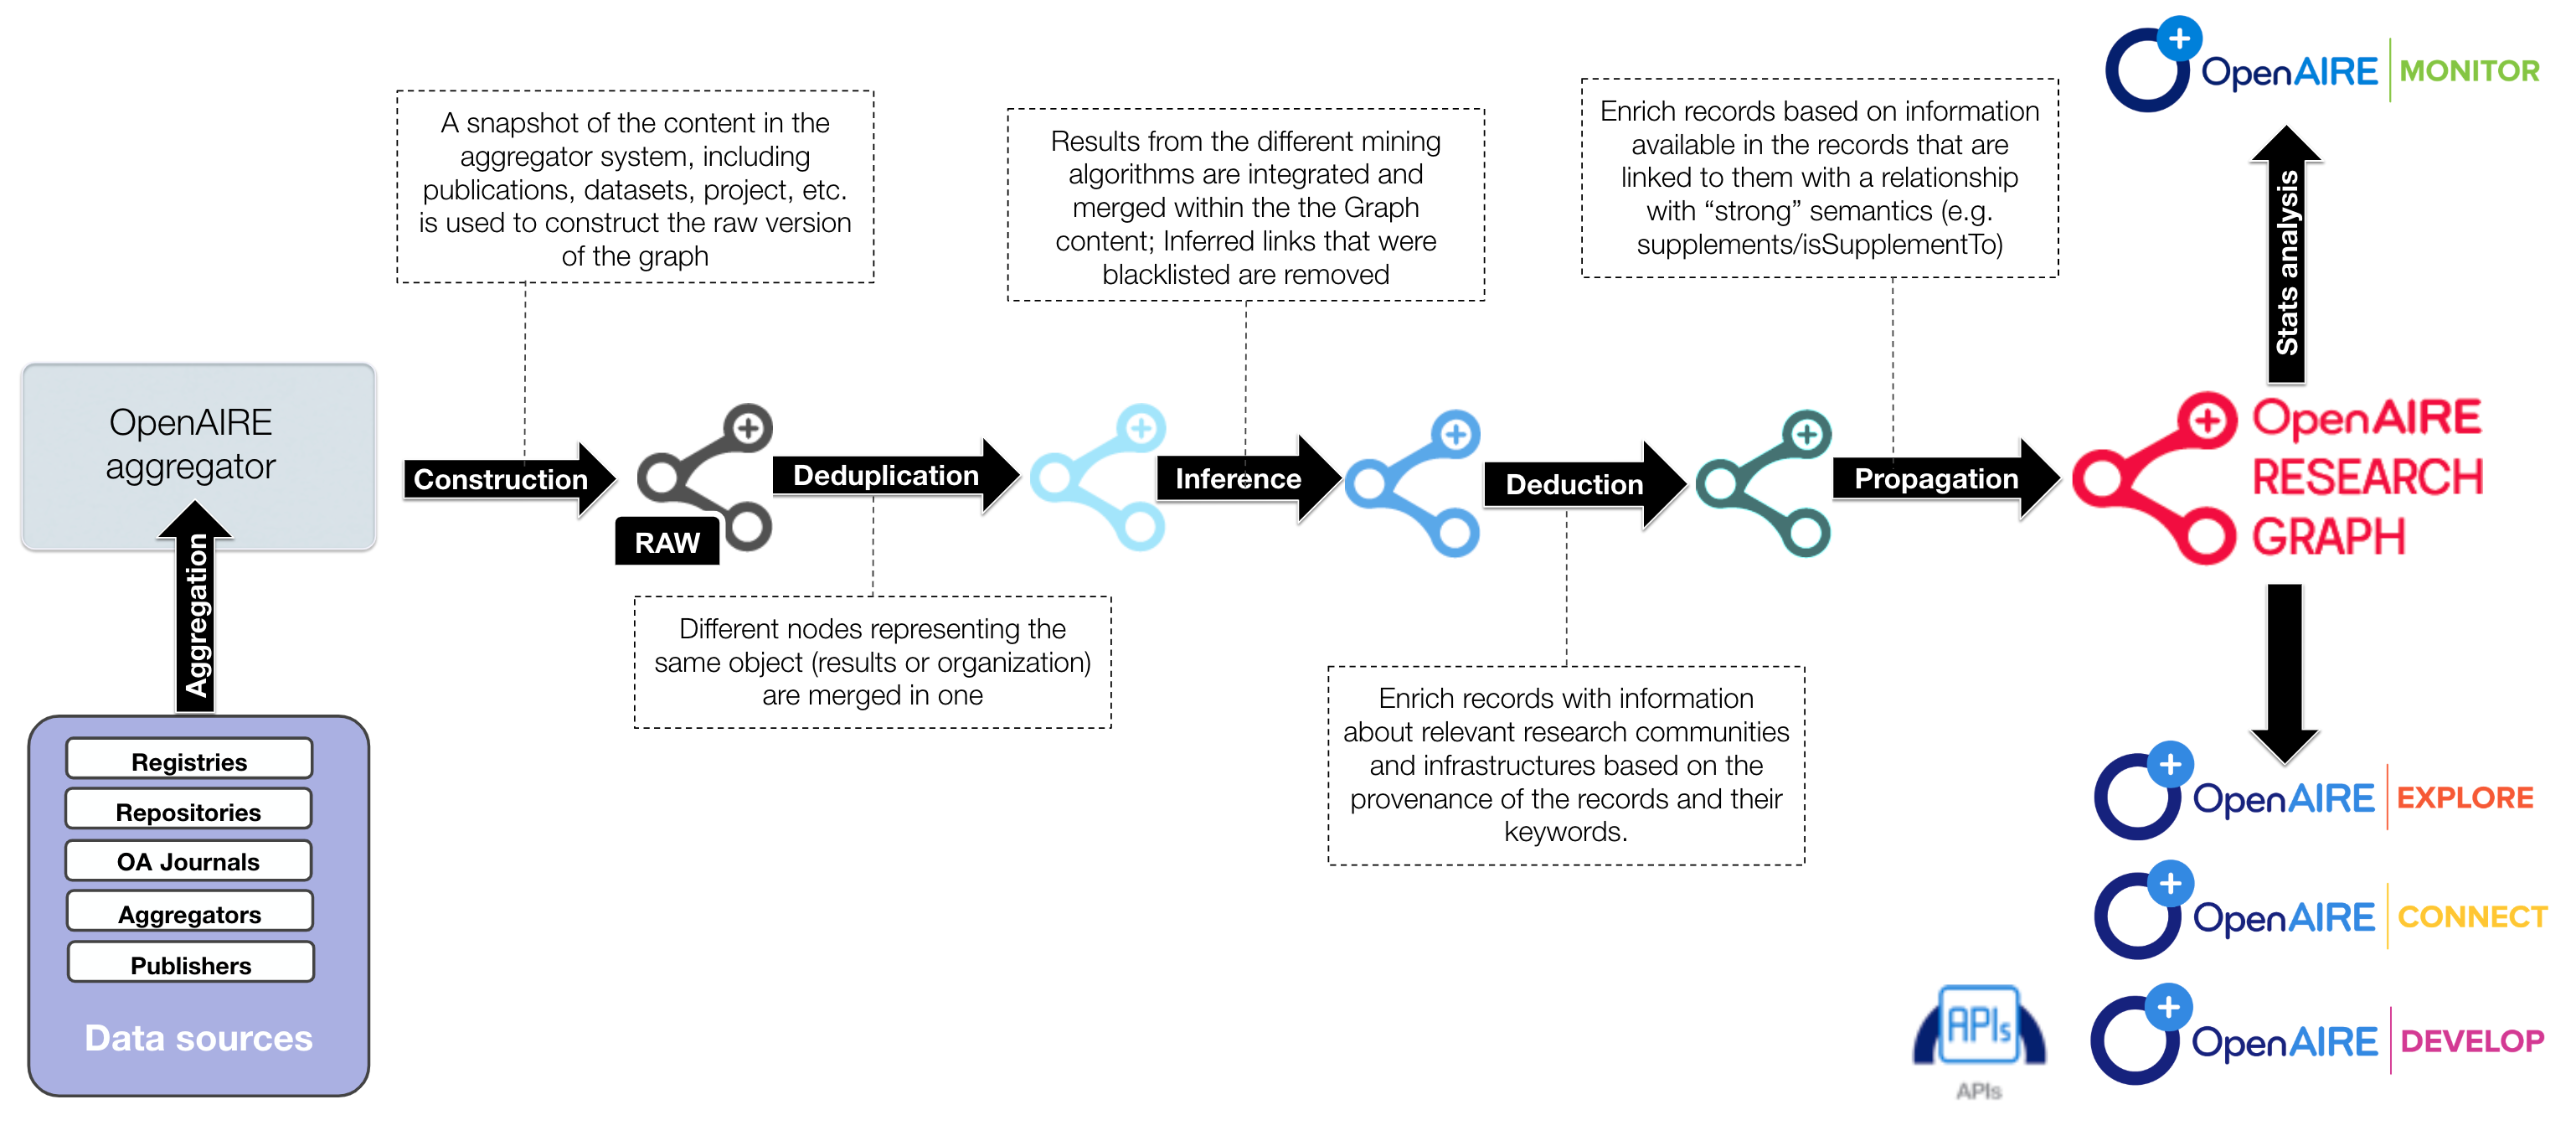 OpenAIRE | MONITOR
A snapshot of the content in the
aggregator system, including
publications, datasets, project, etc.
is used to construct the raw version
of the graph
Results from the different mining
algorithms are integrated and
merged within the the Graph
content; Inferred links that were
blacklisted are removed
Enrich records based on information
available in the records that are
linked to them with a relationship
with “strong” semantics (e.g.
supplements/isSupplementTo)
Stats analysis
OpenAIRE
aggregator
Construction
RAW
Deduplication
Inference
Deduction
Propagation
OpenAIRE
RESEARCH
GRAPH
Aggregation
Different nodes representing the
same object (results or organization)
are merged in one
Enrich records with information
about relevant research communities
and infrastructures based on the
provenance of the records and their
keywords.
Registries
Repositories
OA Journals
Aggregators
Publishers
Data sources
OpenAIRE | EXPLORE
OpenAIRE | CONNECT
APIs
APIs
OpenAIRE | DEVELOP